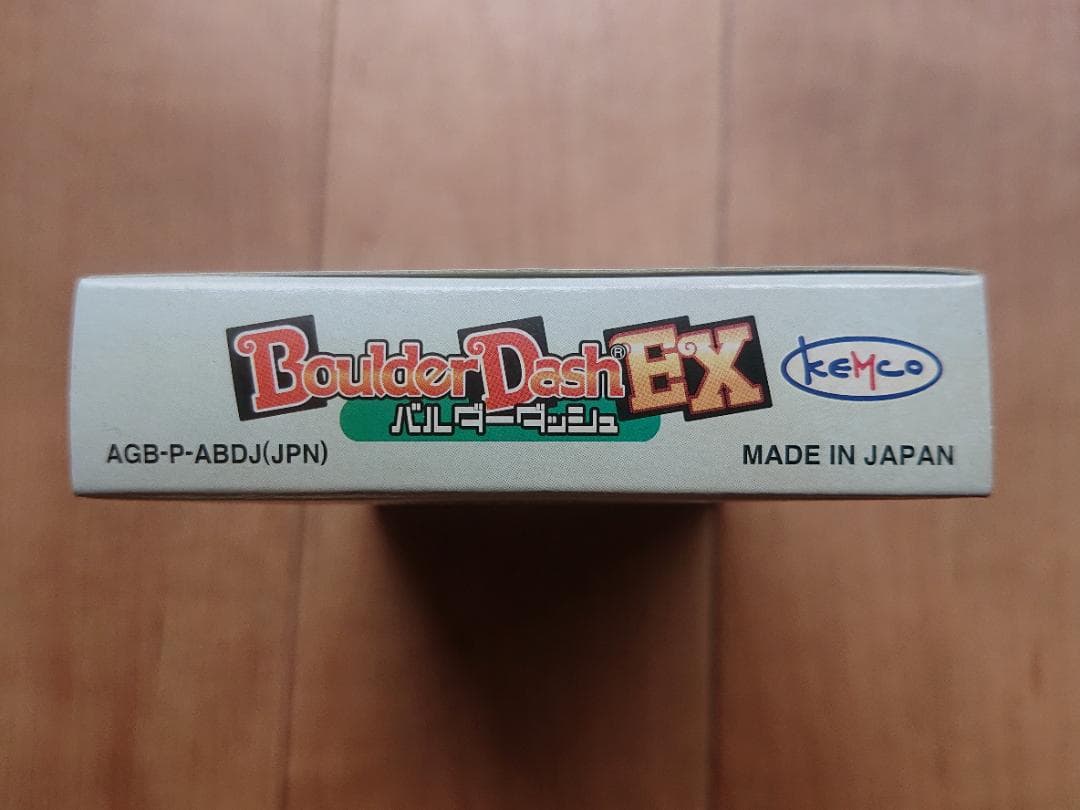 Boulder Dash® EX
バルダーダッシュ
KEMCO
AGB-P-ABDJ(JPN)
MADE IN JAPAN